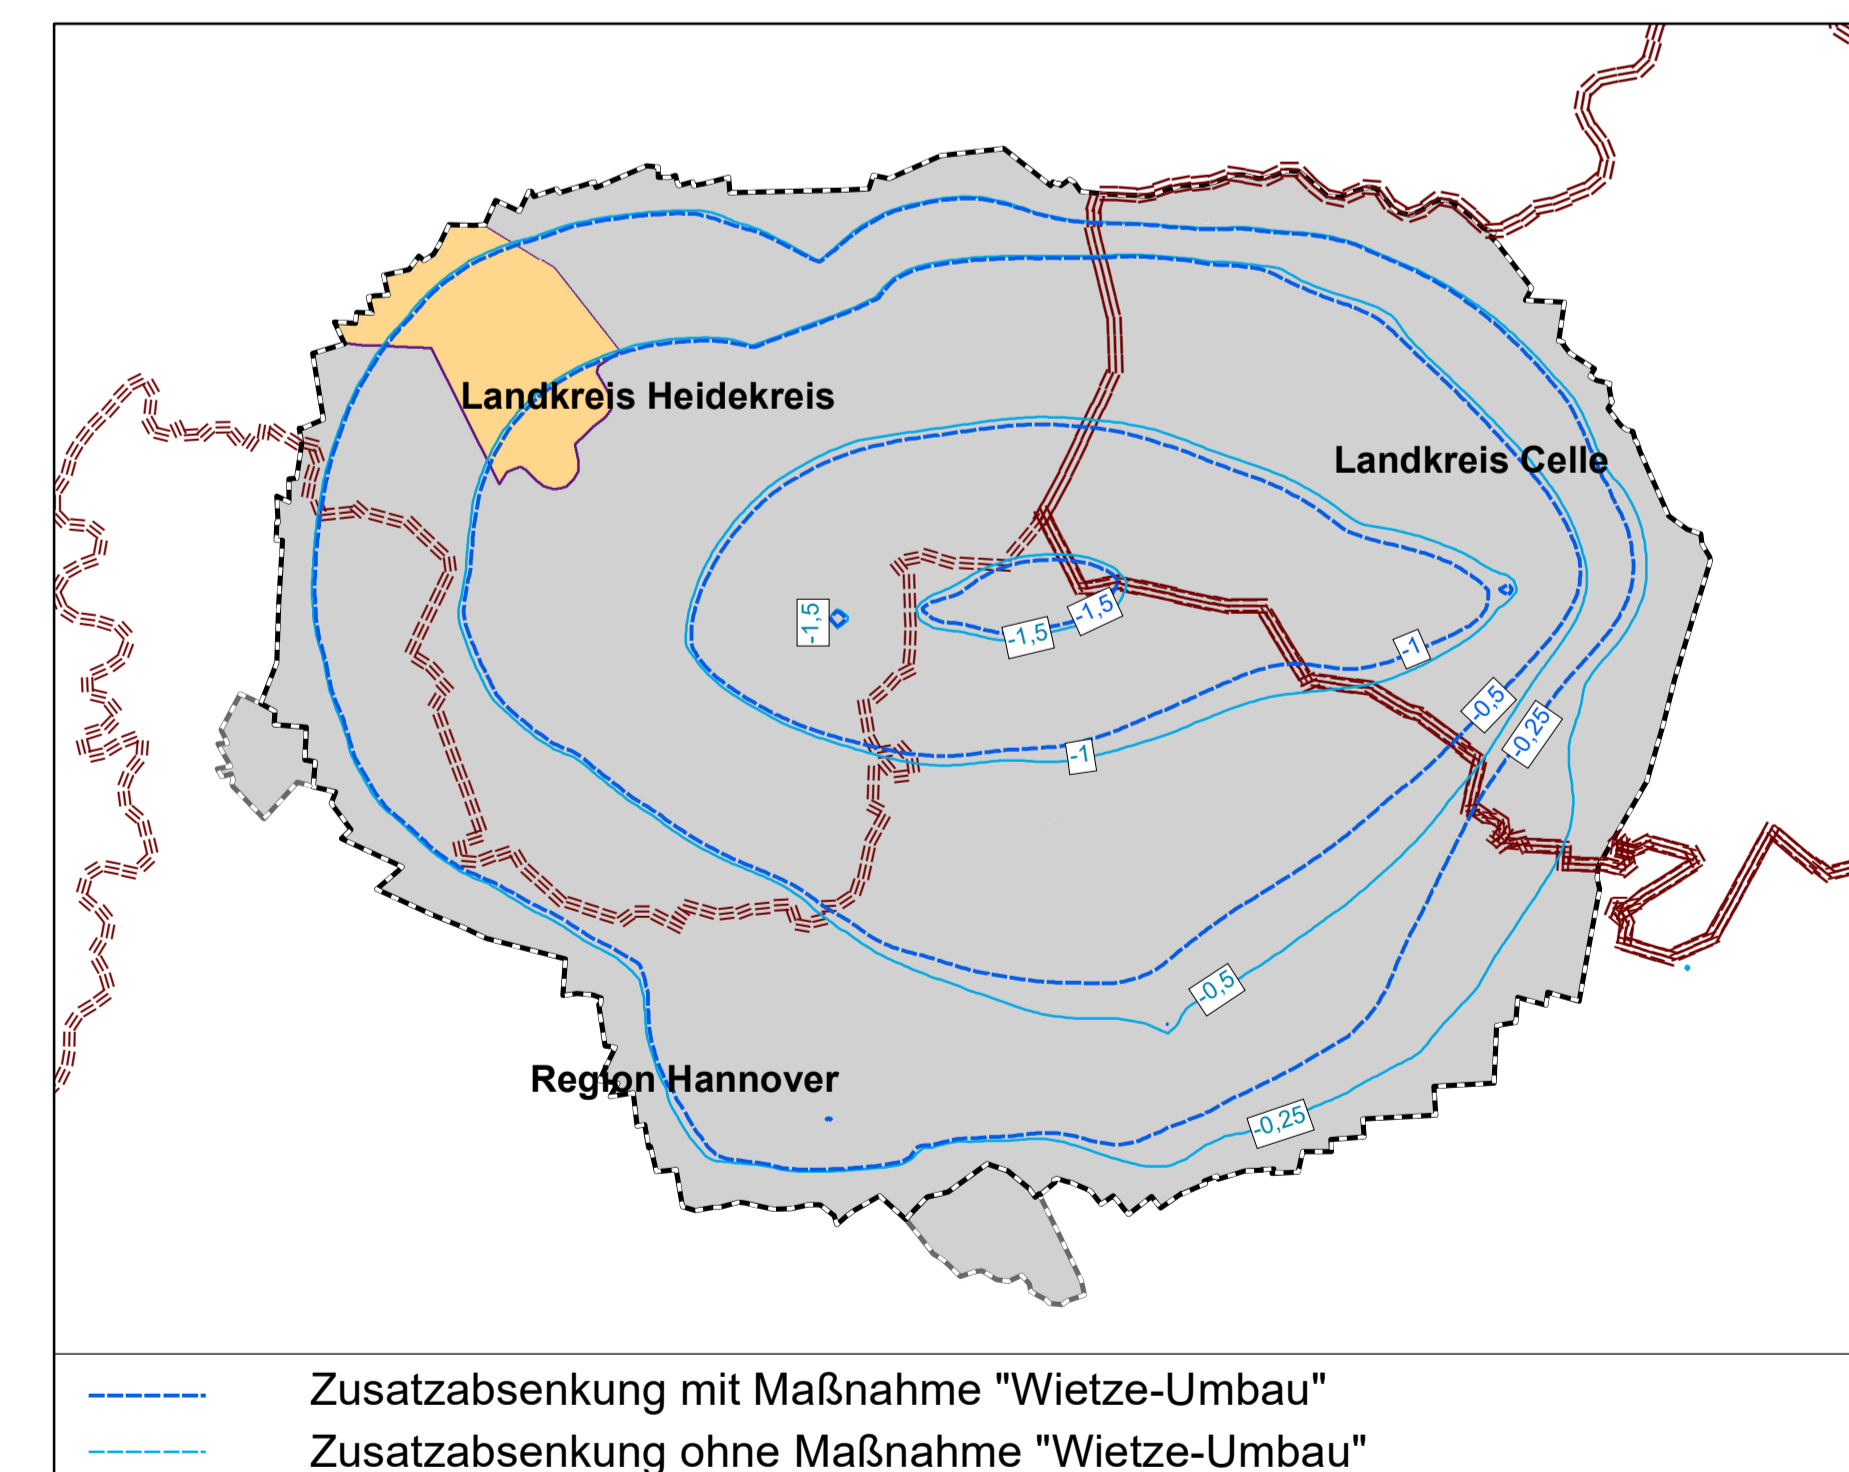 Landkreis Heidekreis
Landkreis Celle
-1,5
-1,5
-1,5
-1
-0,5
-0,25
-1
-0,5
Region Hannover
-0,25
Zusatzabsenkung mit Maßnahme "Wietze-Umbau"
Zusatzabsenkung ohne Maßnahme "Wietze-Umbau"